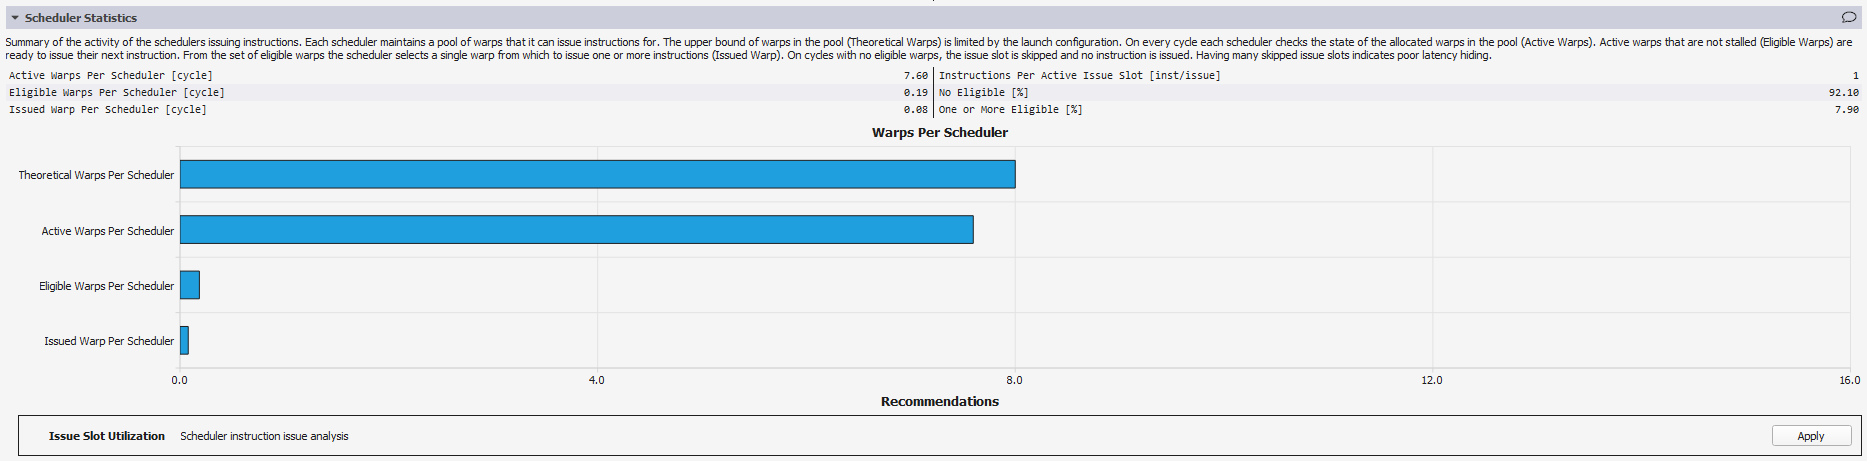 Scheduler Statistics
Summary of the activity of the schedulers issuing instructions. Each scheduler maintains a pool of warps that it can issue instructions for. The upper bound of warps in the pool (Theoretical Warps) is limited by the launch configuration. On every cycle each scheduler checks the state of the allocated warps in the pool (Active Warps). Active warps that are not stalled (Eligible Warps) are
ready to issue their next instruction. From the set of eligible warps the scheduler selects a single warp from which to issue one or more instructions (Issued Warp). On cycles with no eligible warps, the issue slot is skipped and no instruction is issued. Having many skipped issue slots indicates poor latency hiding.
Active Warps Per Scheduler [cycle] 7.60 Instructions Per Active Issue Slot [inst/issue] 1
Eligible Warps Per Scheduler [cycle] 0.19 No Eligible [%] 92.10
Issued Warp Per Scheduler [cycle] 0.08 One or More Eligible [%] 7.90
Warps Per Scheduler
Theoretical Warps Per Scheduler
Active Warps Per Scheduler
Eligible Warps Per Scheduler
Issued Warp Per Scheduler
0.0 4.0 8.0 12.0 16.0
Recommendations
Issue Slot Utilization Scheduler instruction issue analysis Apply